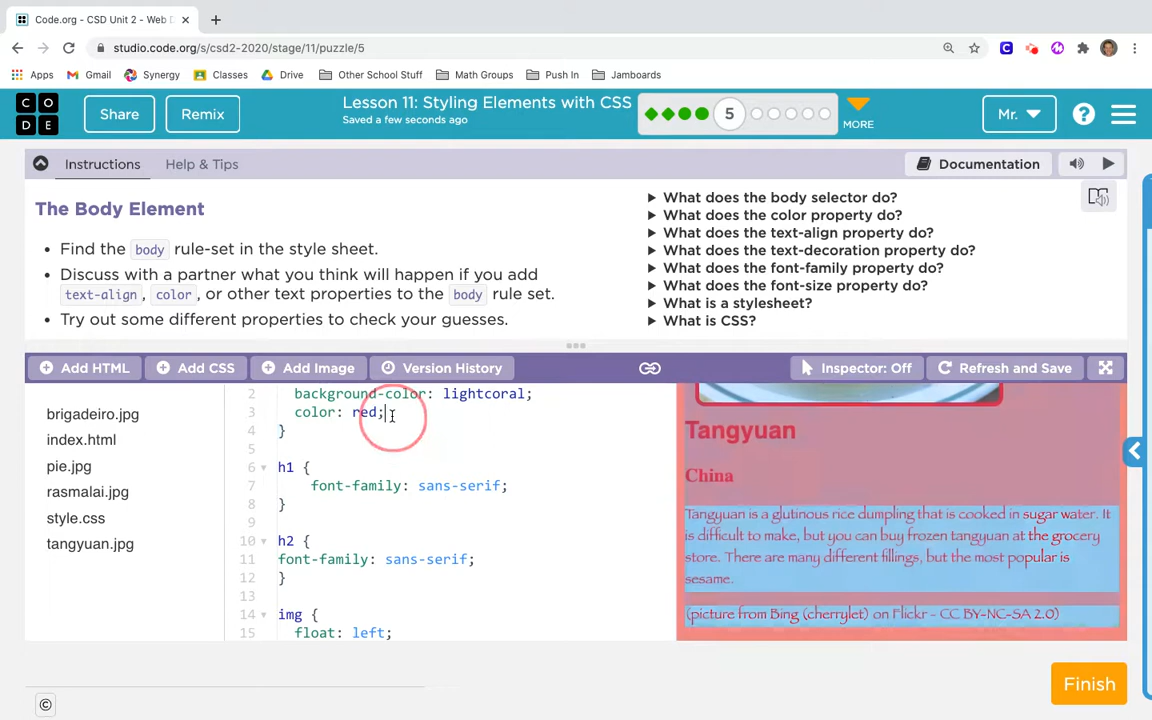 Code.org - CSD Unit 2 - Web D
studio.code.org/s/csd2-2020/stage/11/puzzle/5
Apps Gmail Synergy Classes Drive Other School Stuff Math Groups Push In Jamboards
CODE
Share
Remix
Lesson 11: Styling Elements with CSS
Saved a few seconds ago
5
MORE
Mr.
?
Instructions
Help & Tips
Documentation
The Body Element
• Find the body rule-set in the style sheet.
• Discuss with a partner what you think will happen if you add
text-align, color, or other text properties to the body rule set.
• Try out some different properties to check your guesses.
What does the body selector do?
What does the color property do?
What does the text-align property do?
What does the text-decoration property do?
What does the font-family property do?
What does the font-size property do?
What is a stylesheet?
What is CSS?
Add HTML
Add CSS
Add Image
Version History
Inspector: Off
Refresh and Save
brigadeiro.jpg
index.html
pie.jpg
rasmalai.jpg
style.css
tangyuan.jpg
2 background-color: lightcoral;
3 color: red;
4 }
5
6 h1 {
7 font-family: sans-serif;
8 }
9
10 h2 {
11 font-family: sans-serif;
12 }
13
14 img {
15 float: left;
Tangyuan
China
Tangyuan is a glutinous rice dumpling that is cooked in sugar water. It
is difficult to make, but you can buy frozen tangyuan at the grocery
store. There are many different fillings, but the most popular is
sesame.
(picture from Bing (cherrylet) on Flickr - CC BY-NC-SA 2.0)
Finish
©